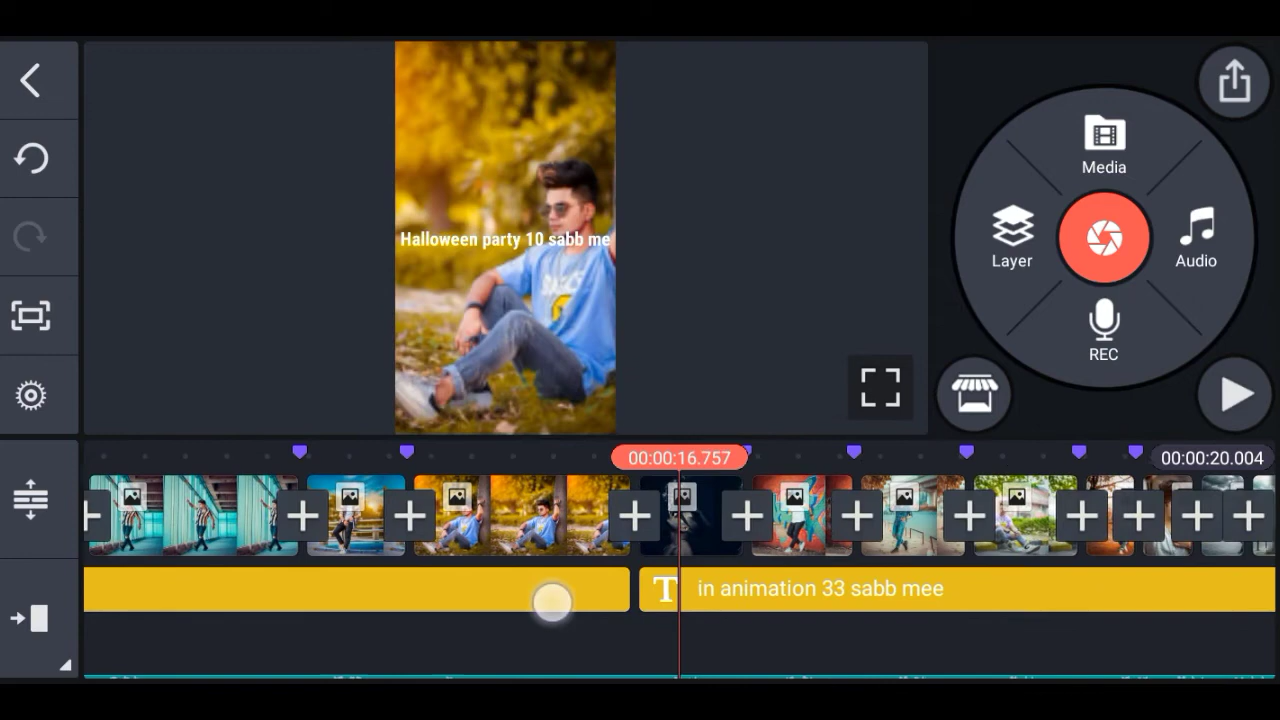 Media
Layer
Audio
REC
Halloween party 10 sabb me
00:00:16.757
00:00:20.004
T in animation 33 sabb mee